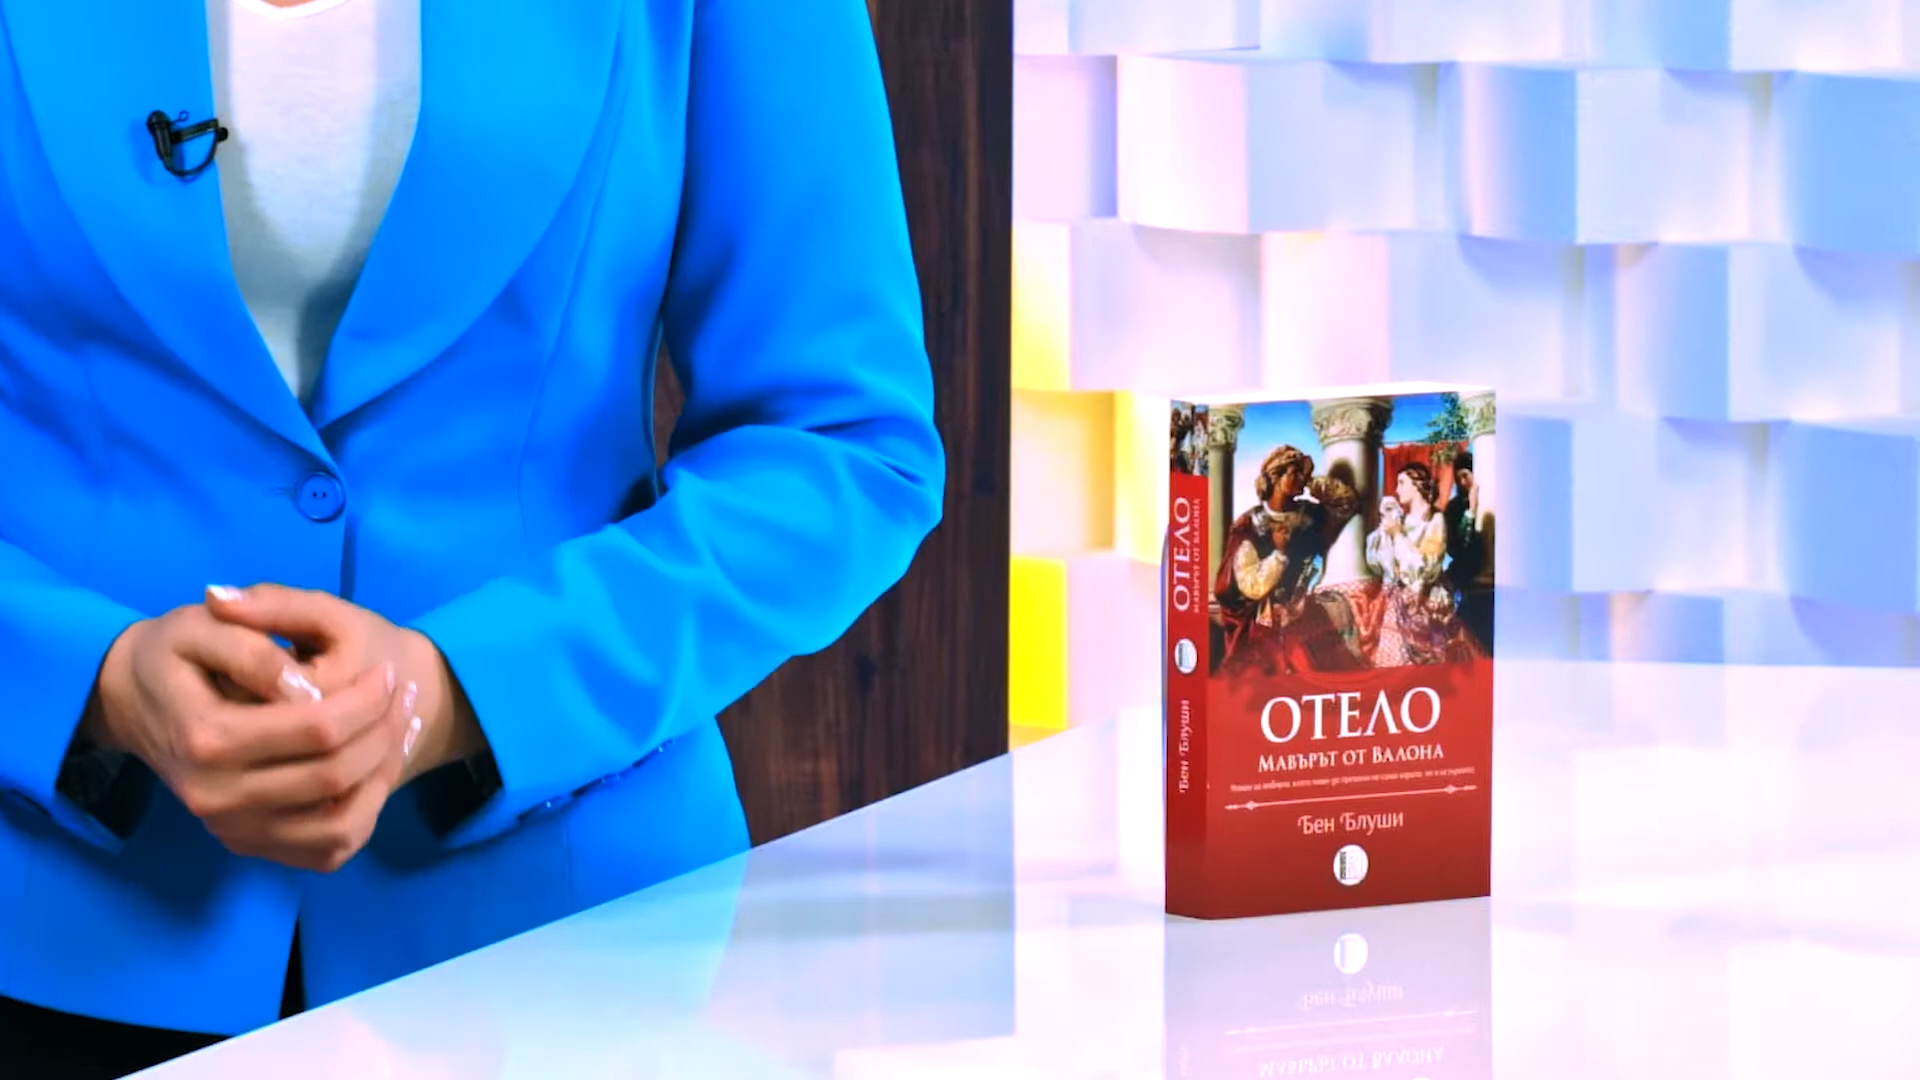 ОТЕЛО
МАВЪРЪТ ОТ ВАЛОНА
Бен Блуши
ОТЕЛО
МАВЪРЪТ ОТ ВАЛОНА
Бен Блуши